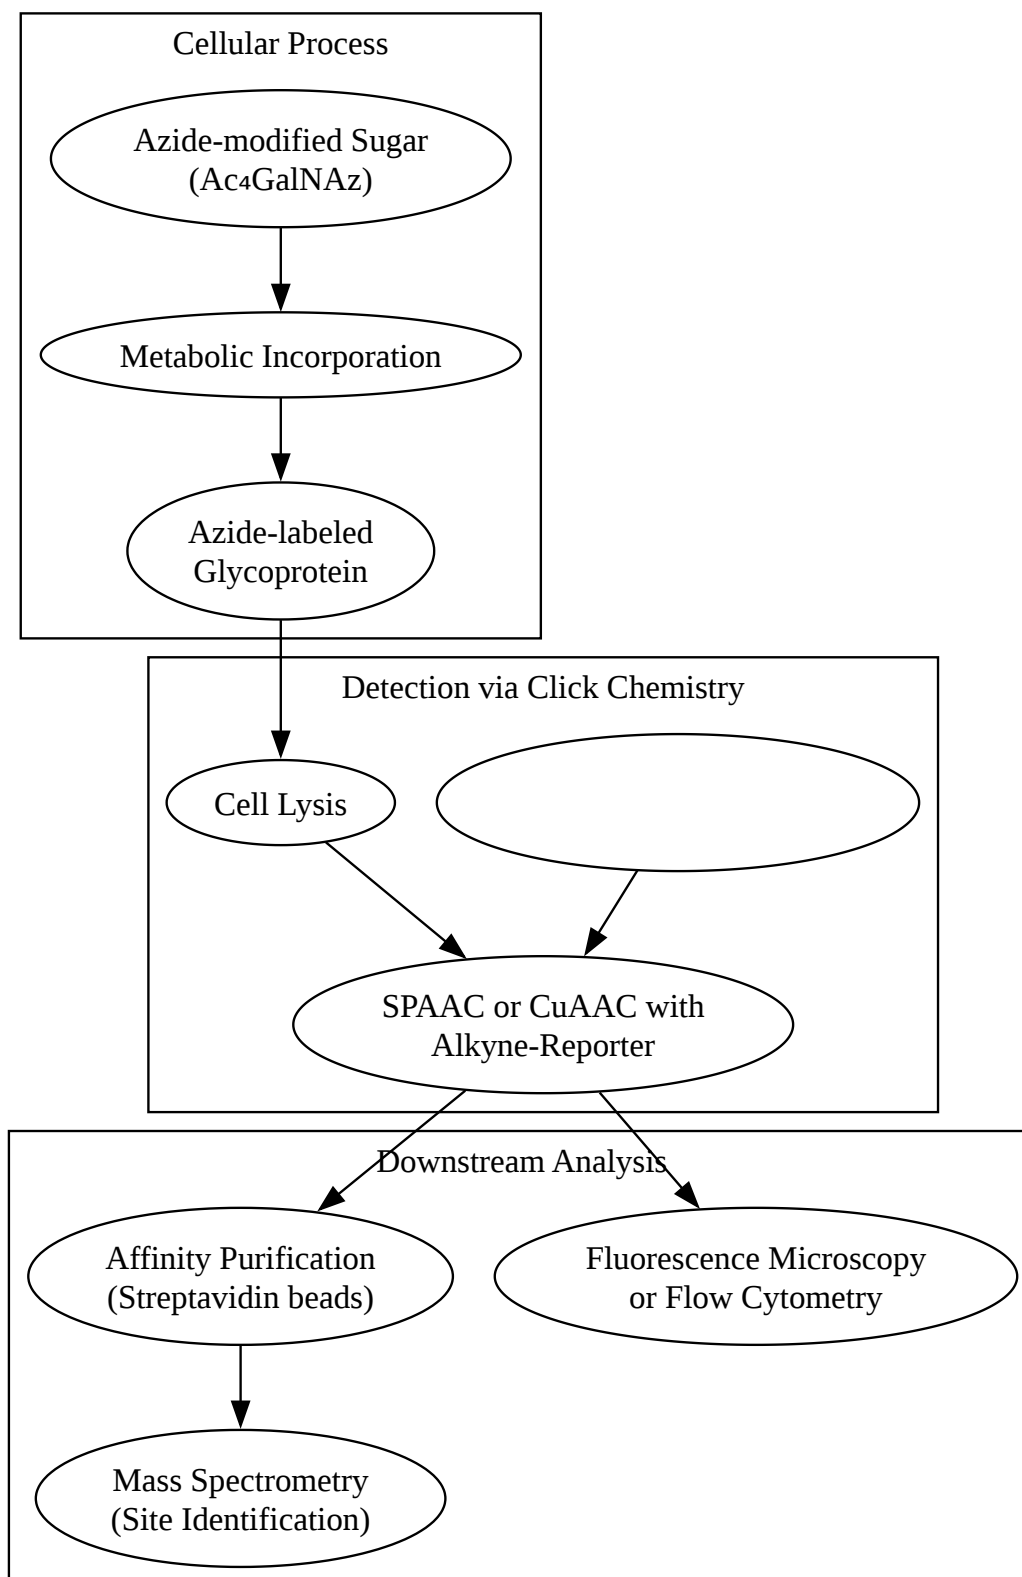 Cellular Process
Azide-modified Sugar
(Ac₄GalNAz)
Metabolic Incorporation
Azide-labeled
Glycoprotein
Detection via Click Chemistry
Cell Lysis
SPAAC or CuAAC with
Alkyne-Reporter
Downstream Analysis
Affinity Purification
(Streptavidin beads)
Fluorescence Microscopy
or Flow Cytometry
Mass Spectrometry
(Site Identification)